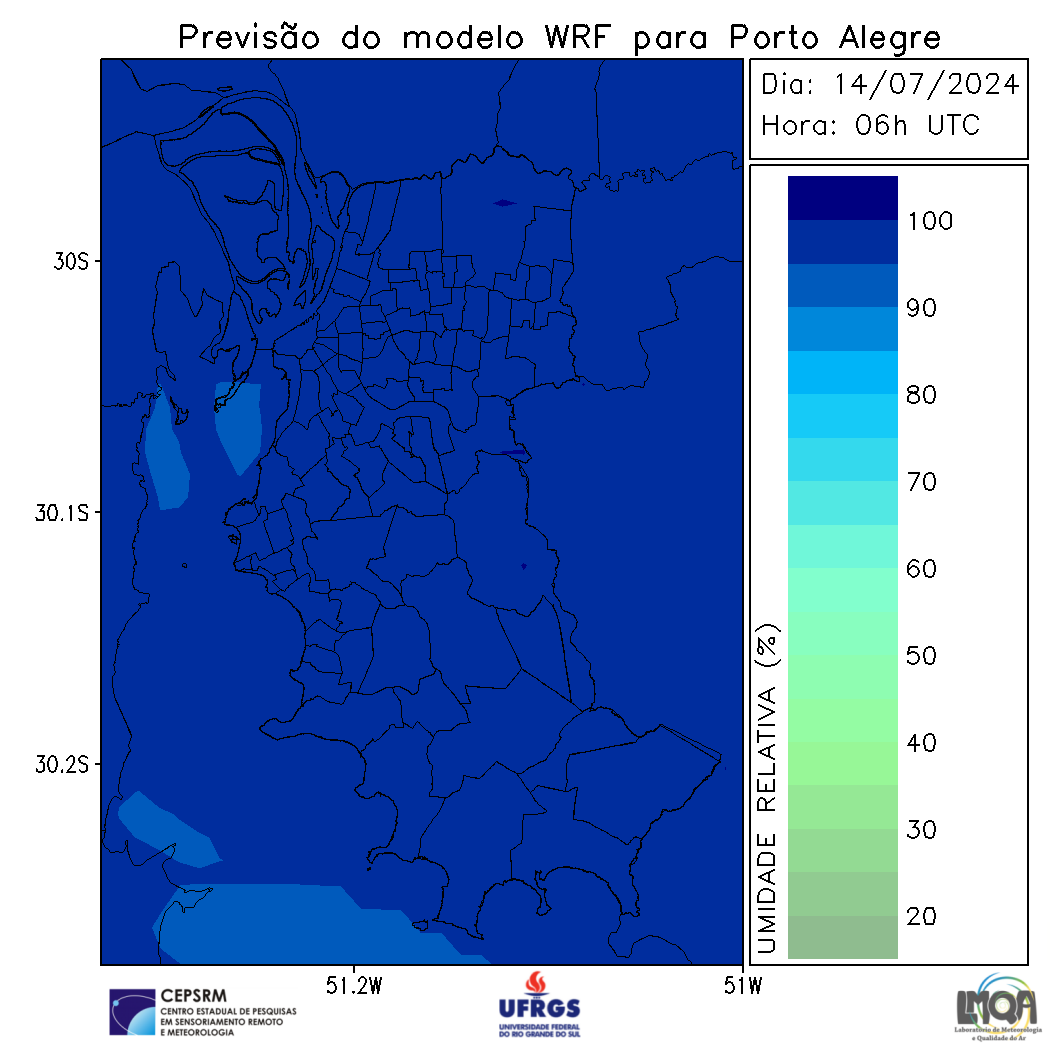 Previsão do modelo WRF para Porto Alegre
Dia: 14/07/2024
Hora: 06h UTC
30S
30.1S
30.2S
51.2W
51W
UMIDADE RELATIVA (%)
100
90
80
70
60
50
40
30
20
CEPSRM
CENTRO ESTADUAL DE PESQUISAS
EM SENSORIAMENTO REMOTO
E METEOROLOGIA
UFRGS
UNIVERSIDADE FEDERAL
DO RIO GRANDE DO SUL
LMQA
Laboratório de Meteorologia
e Qualidade do Ar